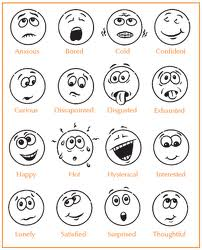 Anxious Bored Cold Confident
Curious Disappointed Disgusted Exhausted
Happy Hot Hysterical Interested
Lonely Satisfied Surprised Thoughtful